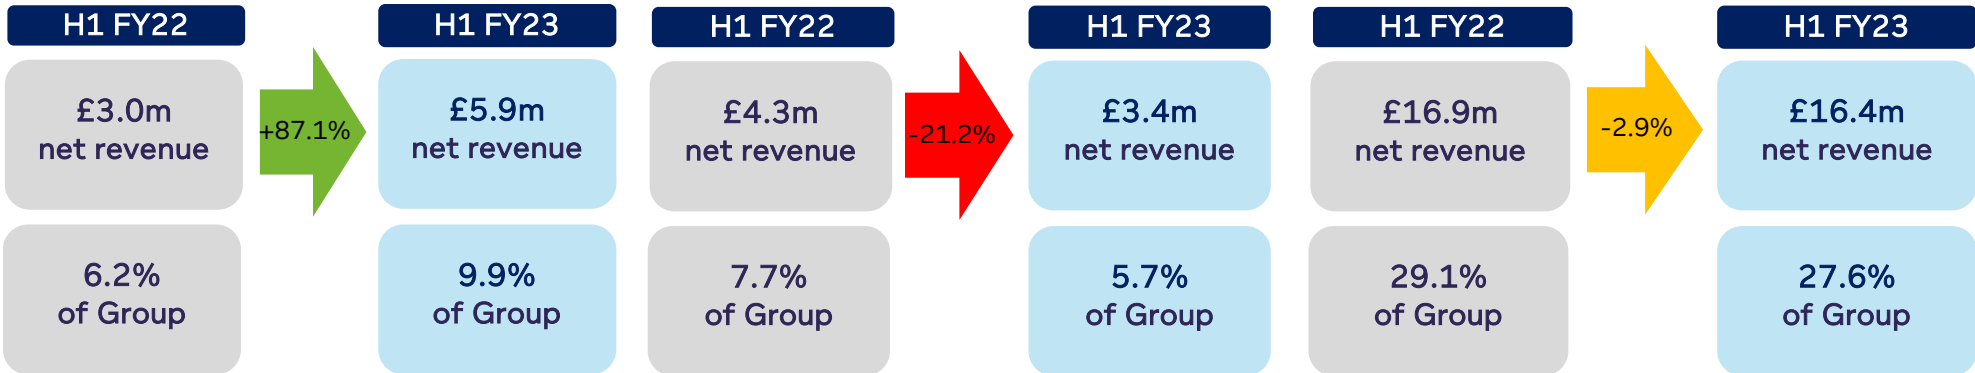 H1 FY22
£3.0m
net revenue
6.2%
of Group
+87.1%
H1 FY23
£5.9m
net revenue
9.9%
of Group
H1 FY22
£4.3m
net revenue
7.7%
of Group
-21.2%
H1 FY23
£3.4m
net revenue
5.7%
of Group
H1 FY22
£16.9m
net revenue
29.1%
of Group
-2.9%
H1 FY23
£16.4m
net revenue
27.6%
of Group